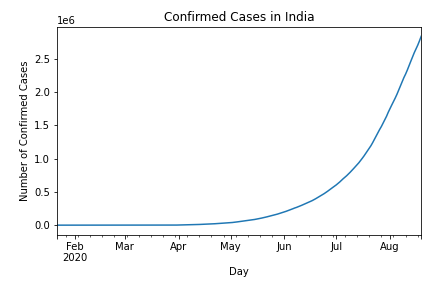 Confirmed Cases in India
1e6
2.5
2.0
1.5
1.0
0.5
0.0
Number of Confirmed Cases
Feb Mar Apr May Jun Jul Aug
2020
Day